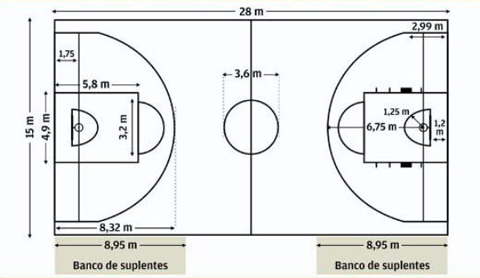 28 m
2,99 m
1,75
5,8 m
3,6 m
15 m
4,9 m
3,2 m
1,25 m
6,75 m
1,2
m
8,32 m
8,95 m
8,95 m
Banco de suplentes
Banco de suplentes